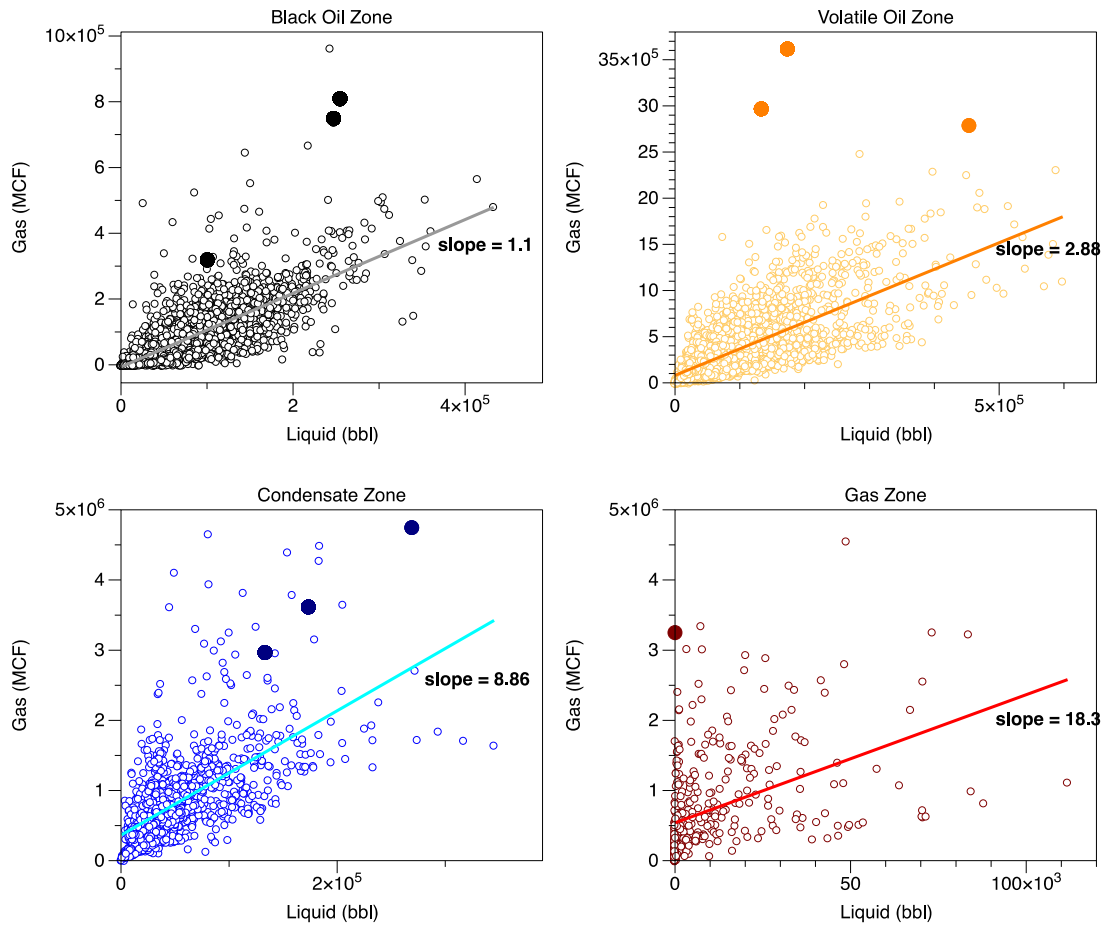 Black Oil Zone
10×10⁵
8
6
4
2
0
Gas (MCF)
slope = 1.1
0
2
4×10⁵
Liquid (bbl)
Volatile Oil Zone
35×10⁵
30
25
20
15
10
5
0
Gas (MCF)
slope = 2.88
0
5×10⁵
Liquid (bbl)
Condensate Zone
5×10⁶
4
3
2
1
0
Gas (MCF)
slope = 8.86
0
2×10⁵
Liquid (bbl)
Gas Zone
5×10⁶
4
3
2
1
0
Gas (MCF)
slope = 18.3
0
50
100×10³
Liquid (bbl)